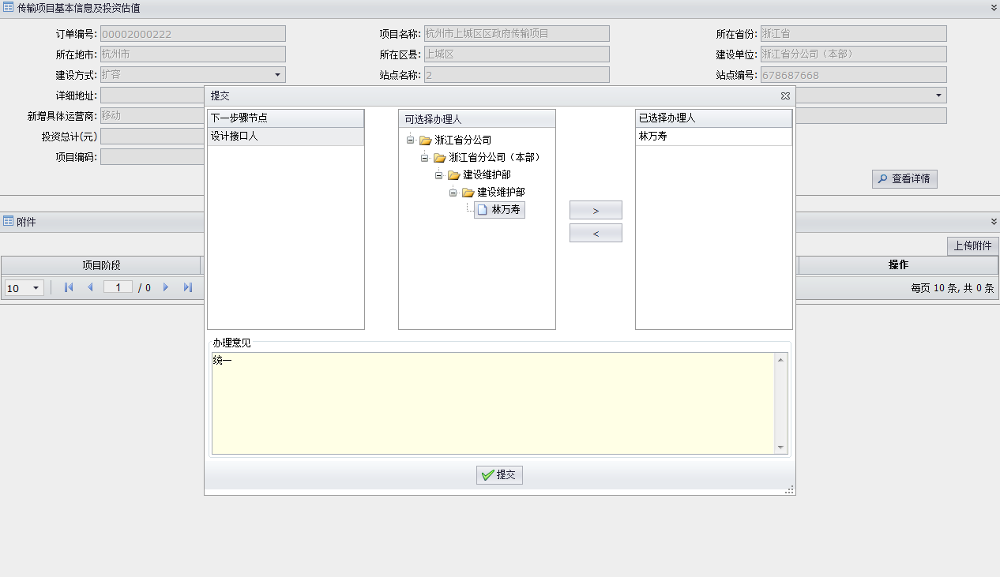 传输项目基本信息及投资估值
订单编号: 00002000222 项目名称: 杭州市上城区区政府传输项目 所在省份: 浙江省
所在地市: 杭州市 所在区县: 上城区 建设单位: 浙江省分公司（本部）
建设方式: 扩容 站点名称: 2 站点编号: 678687668
详细地址:
新增具体运营商: 移动
投资总计(元)
项目编码:
查看详情
附件
上传附件
项目阶段 操作
10 1 / 0 每页 10 条, 共 0 条
提交
下一步骤节点 可选择办理人 已选择办理人
设计接口人 浙江省分公司 林万寿
浙江省分公司（本部）
建设维护部
建设维护部
林万寿
>
<
办理意见
统一
提交